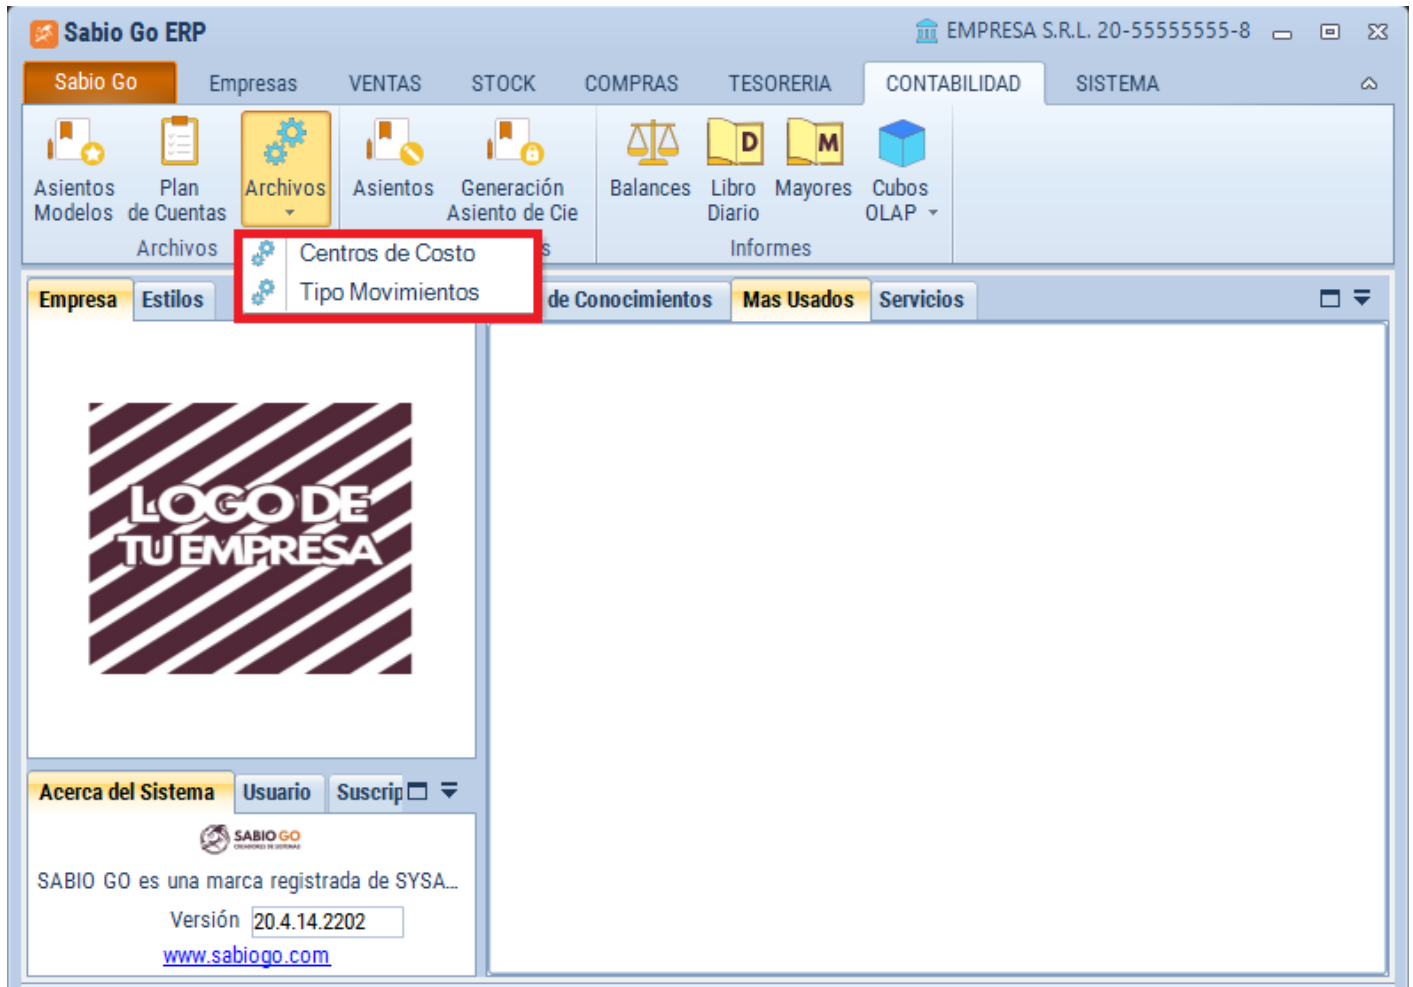 Sabio Go ERP
EMPRESA S.R.L. 20-55555555-8
Sabio Go Empresas VENTAS STOCK COMPRAS TESORERIA CONTABILIDAD SISTEMA
Asientos Modelos
Plan de Cuentas
Archivos
Asientos
Generación Asiento de Cie
Balances
D
Libro Diario
M
Mayores
Cubos OLAP
Archivos
s
Informes
Centros de Costo
Tipo Movimientos
Empresa Estilos
de Conocimientos Mas Usados Servicios
LOGO DE
TU EMPRESA
Acerca del Sistema Usuario Suscrip
SABIO GO
CREADORES DE SISTEMAS
SABIO GO es una marca registrada de SYSA...
Versión 20.4.14.2202
www.sabiogo.com